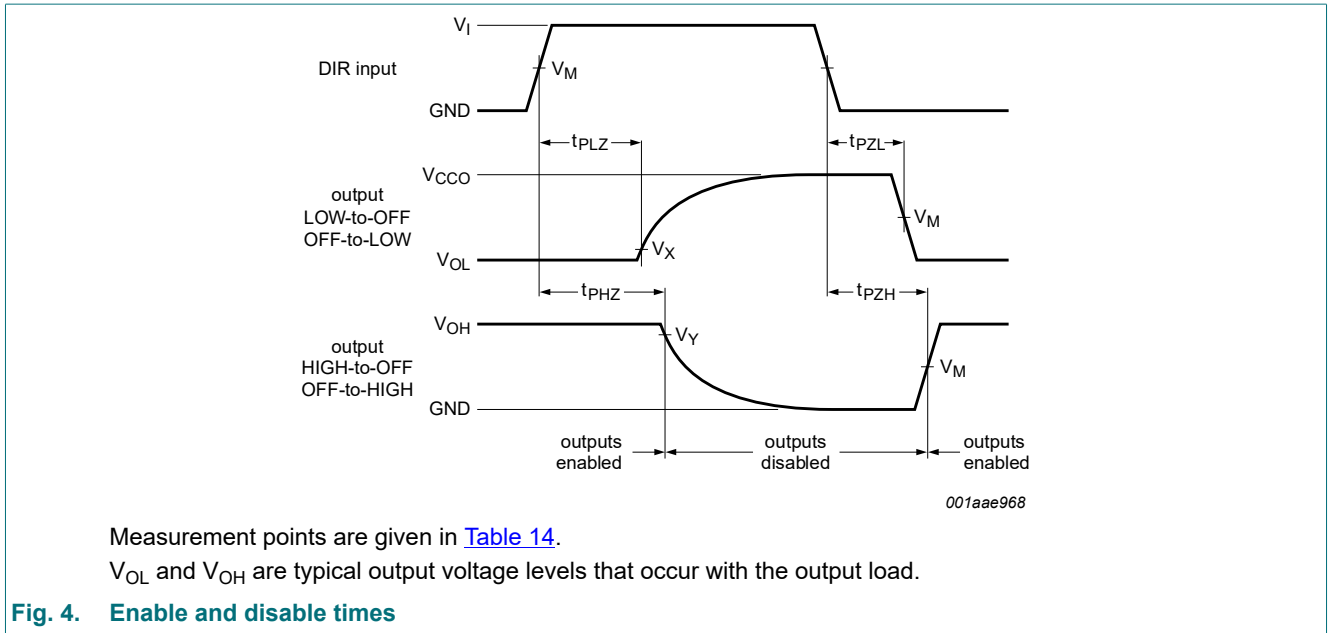 V_I
DIR input
V_M
GND
t_PLZ
t_PZL
V_CCO
output
LOW-to-OFF
OFF-to-LOW
V_M
V_X
V_OL
t_PHZ
t_PZH
V_OH
V_Y
output
HIGH-to-OFF
OFF-to-HIGH
V_M
GND
outputs
enabled
outputs
disabled
outputs
enabled
001aae968
Measurement points are given in Table 14.
V_OL and V_OH are typical output voltage levels that occur with the output load.
Fig. 4. Enable and disable times